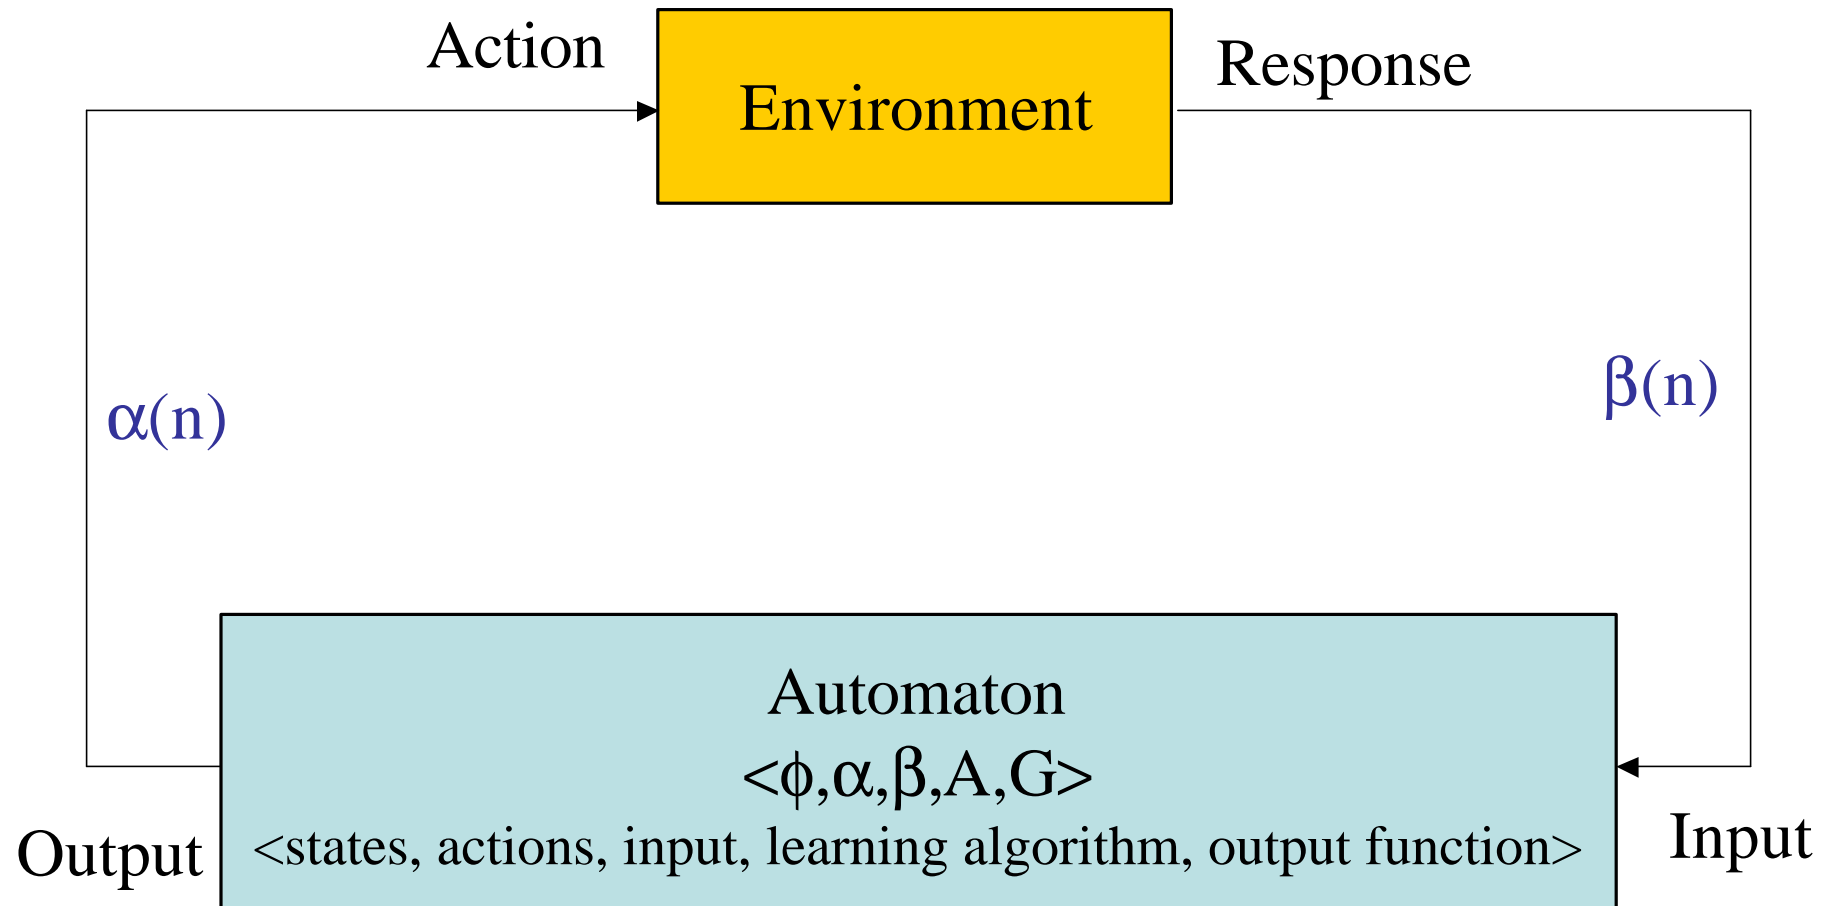 Action
Environment
Response
α(n)
β(n)
Automaton
<ϕ,α,β,A,G>
<states, actions, input, learning algorithm, output function>
Output
Input